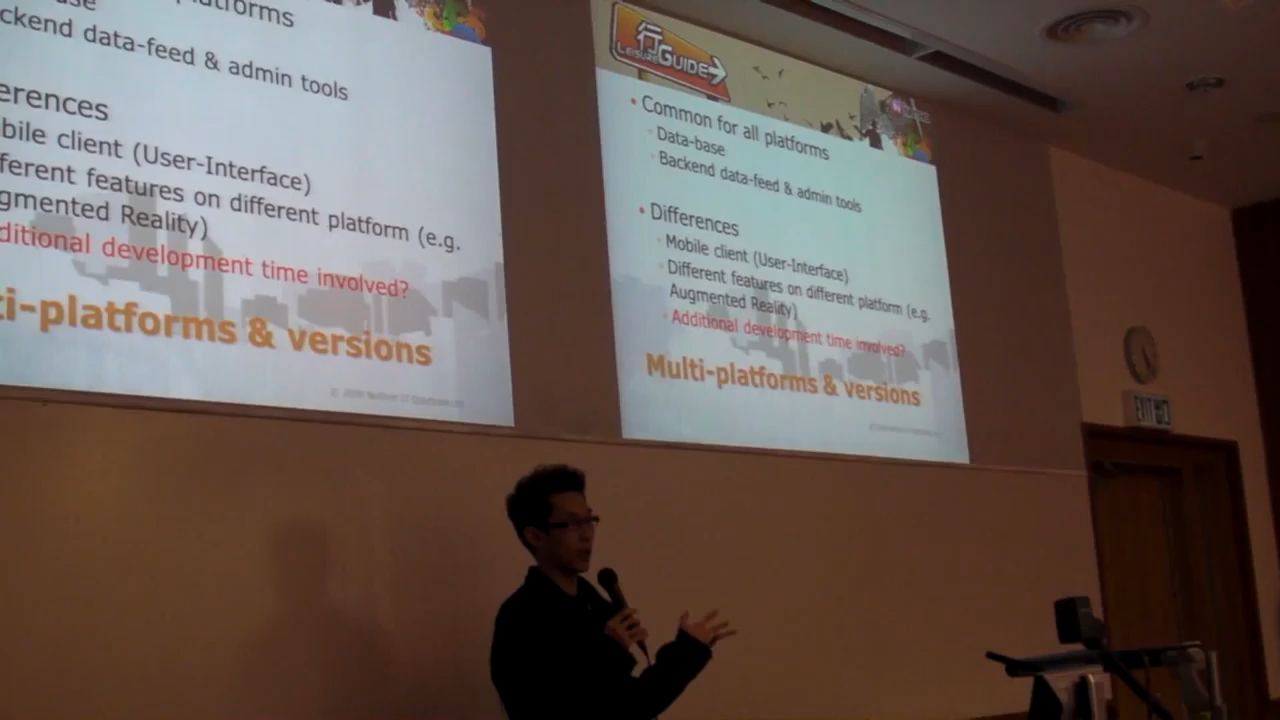 atforms
ckend data-feed & admin tools
erences
bile client (User-Interface)
ferent features on different platform (e.g.
gmented Reality)
ditional development time involved?
ti-platforms & versions
行
LEISURE GUIDE
Common for all platforms
Data-base
Backend data-feed & admin tools
Differences
Mobile client (User-Interface)
Different features on different platform (e.g.
Augmented Reality)
Additional development time involved?
Multi-platforms & versions
EXIT